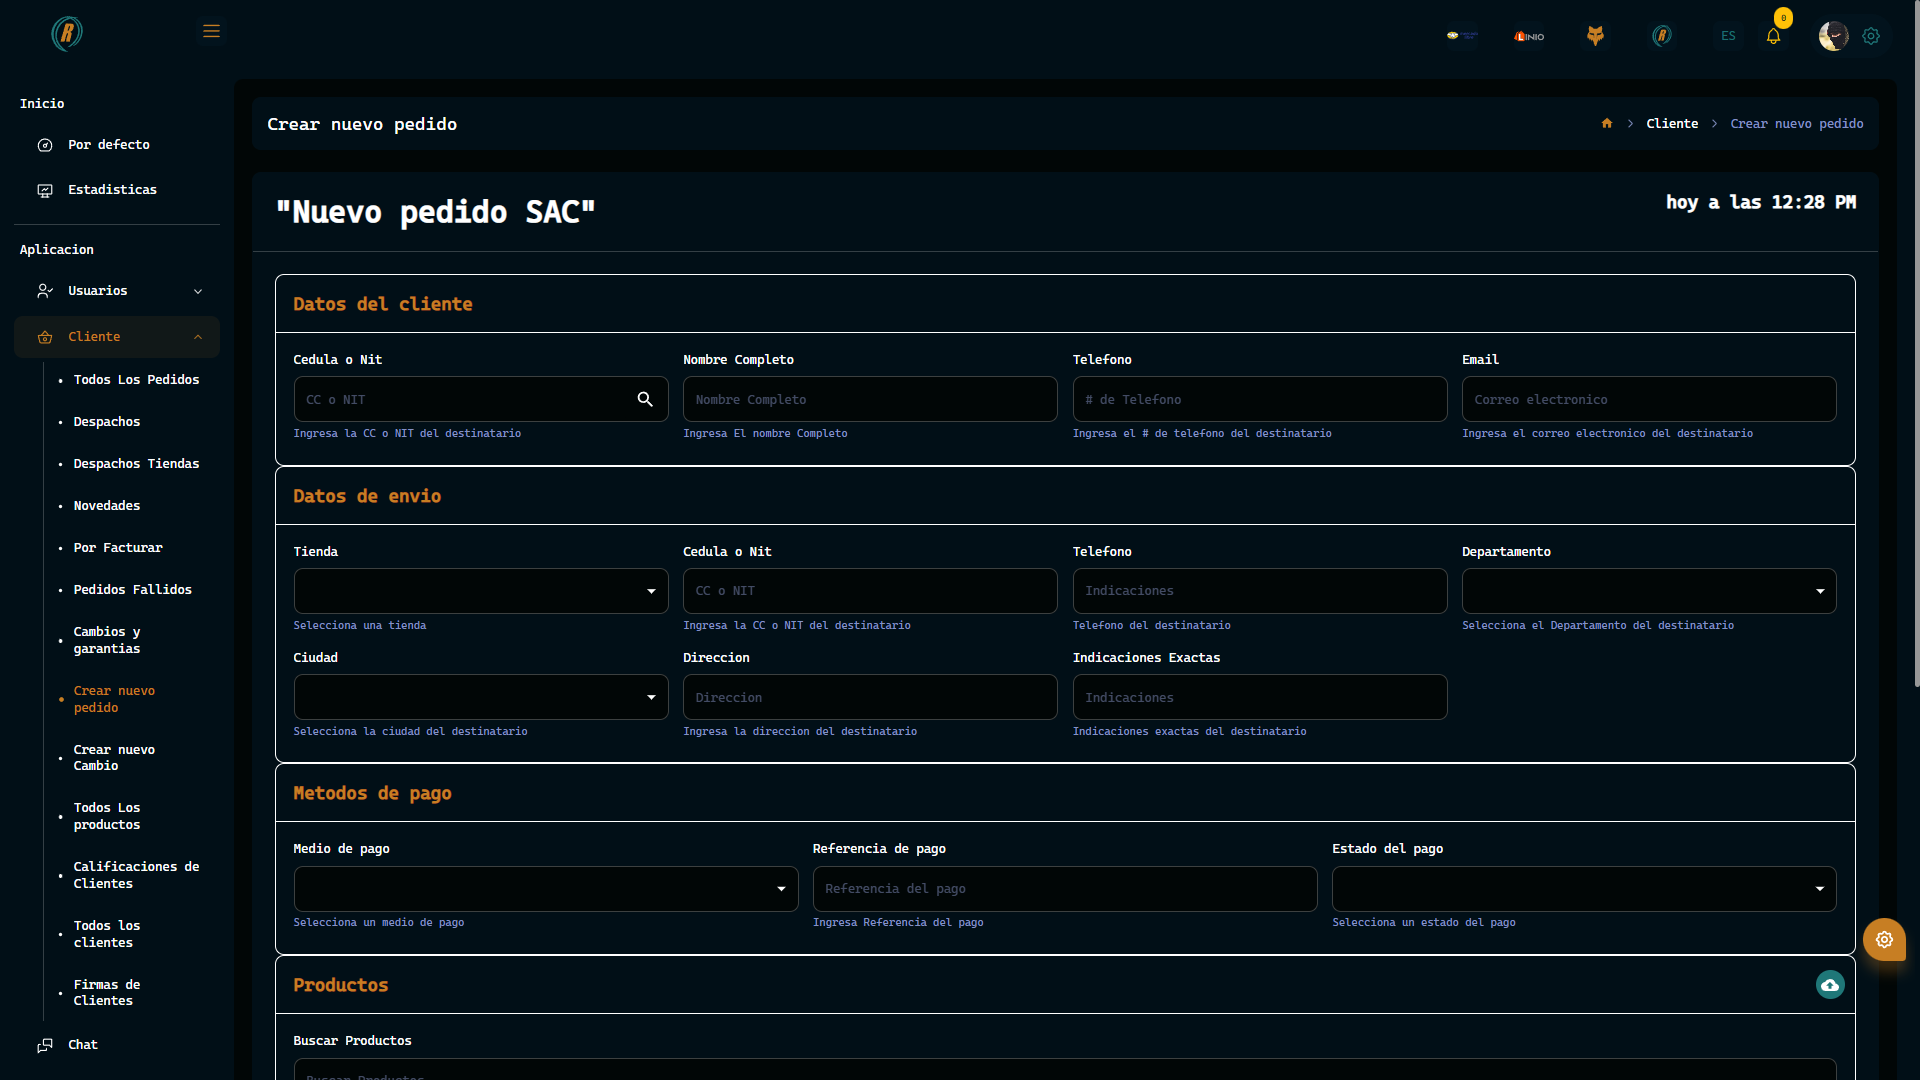 R
LINIO
R
ES
0
Inicio
Por defecto
Estadisticas
Aplicacion
Usuarios
Cliente
Todos Los Pedidos
Despachos
Despachos Tiendas
Novedades
Por Facturar
Pedidos Fallidos
Cambios y
garantias
Crear nuevo
pedido
Crear nuevo
Cambio
Todos Los
productos
Calificaciones de
Clientes
Todos los
clientes
Firmas de
Clientes
Chat
Crear nuevo pedido
Cliente
Crear nuevo pedido
"Nuevo pedido SAC"
hoy a las 12:28 PM
Datos del cliente
Cedula o Nit
Nombre Completo
Telefono
Email
CC o NIT
Nombre Completo
# de Telefono
Correo electronico
Ingresa la CC o NIT del destinatario
Ingresa El nombre Completo
Ingresa el # de telefono del destinatario
Ingresa el correo electronico del destinatario
Datos de envio
Tienda
Cedula o Nit
Telefono
Departamento
CC o NIT
Indicaciones
Selecciona una tienda
Ingresa la CC o NIT del destinatario
Telefono del destinatario
Selecciona el Departamento del destinatario
Ciudad
Direccion
Indicaciones Exactas
Direccion
Indicaciones
Selecciona la ciudad del destinatario
Ingresa la direccion del destinatario
Indicaciones exactas del destinatario
Metodos de pago
Medio de pago
Referencia de pago
Estado del pago
Referencia del pago
Selecciona un medio de pago
Ingresa Referencia del pago
Selecciona un estado del pago
Productos
Buscar Productos
Buscar Productos